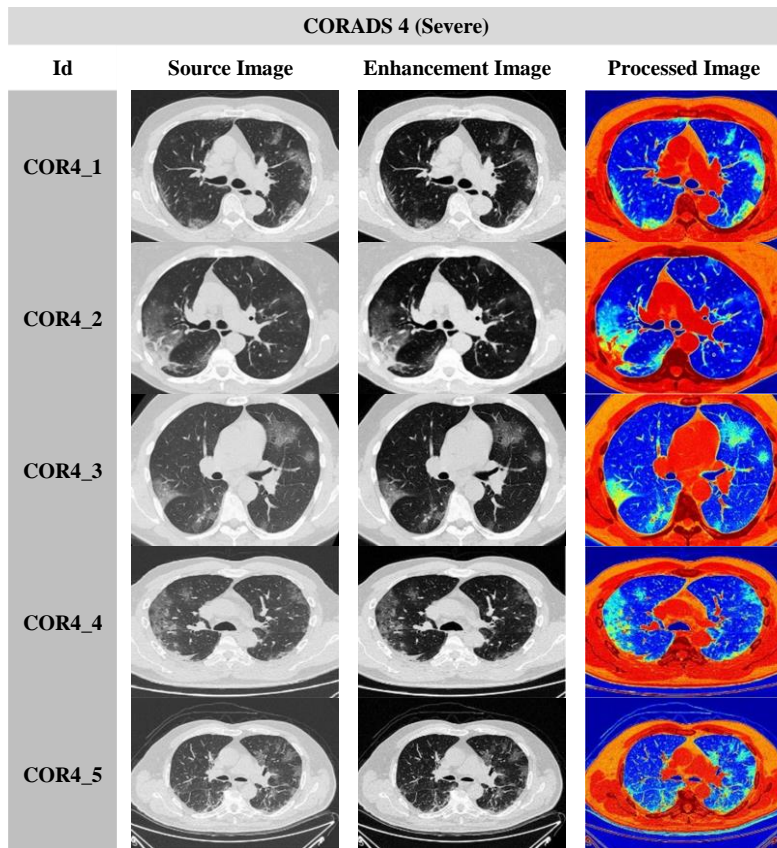 CORADS 4 (Severe)
Id Source Image Enhancement Image Processed Image
COR4_1
COR4_2
COR4_3
COR4_4
COR4_5